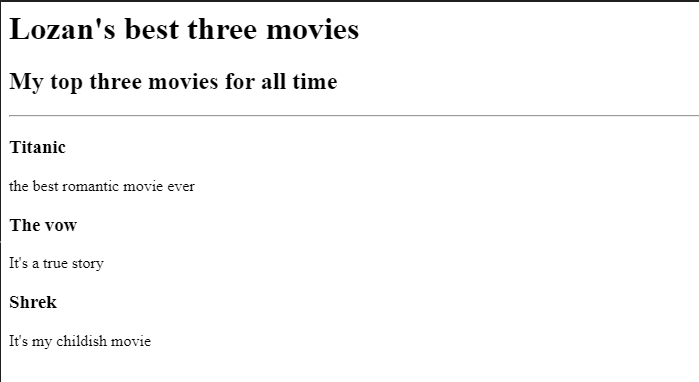 Lozan's best three movies
My top three movies for all time
Titanic
the best romantic movie ever
The vow
It's a true story
Shrek
It's my childish movie